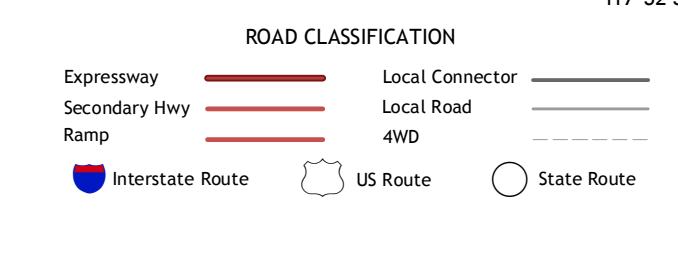 ROAD CLASSIFICATION
Expressway
Local Connector
Secondary Hwy
Local Road
Ramp
4WD
Interstate Route
US Route
State Route